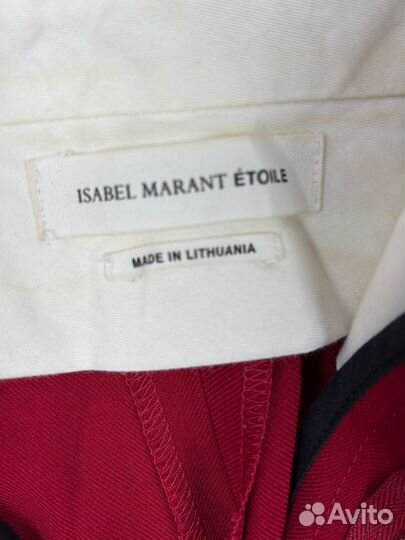 ISABEL MARANT ÉTOILE
MADE IN LITHUANIA
Avito